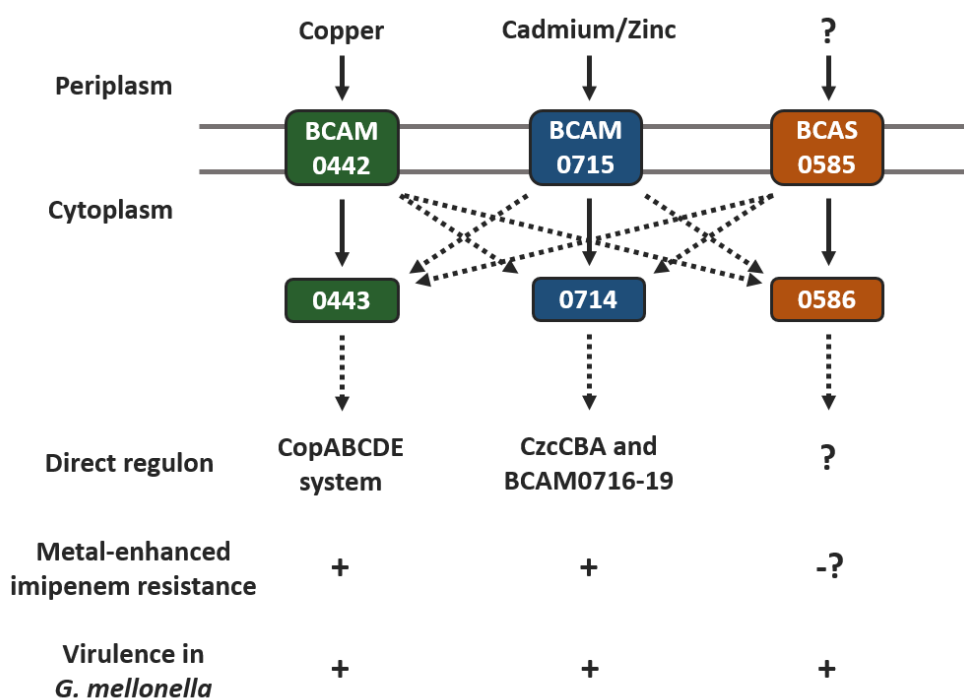 Copper Cadmium/Zinc ?
Periplasm
BCAM BCAM BCAS
0442 0715 0585
Cytoplasm
0443 0714 0586
Direct regulon
CopABCDE
system
CzcCBA and
BCAM0716-19
?
Metal-enhanced
imipenem resistance
+ + -?
Virulence in
G. mellonella
+ + +